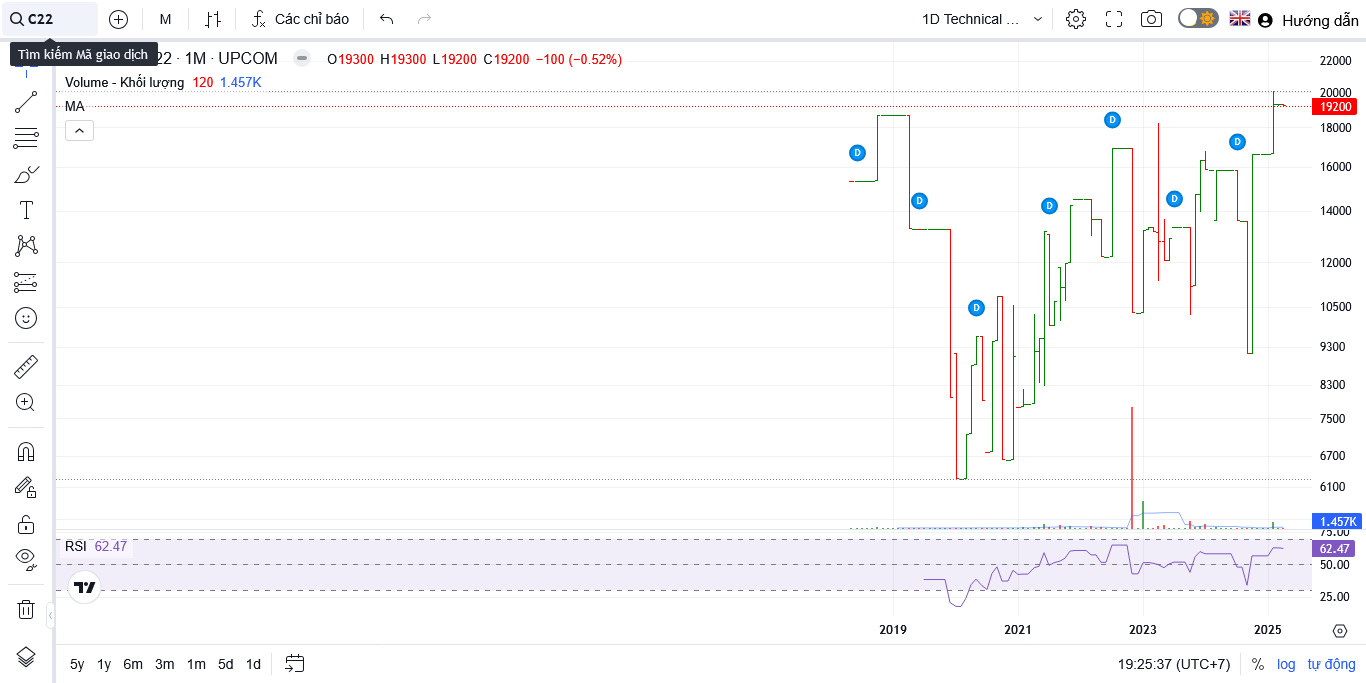 C22
M
Các chỉ báo
1D Technical ...
Hướng dẫn
Tìm kiếm Mã giao dịch
22 · 1M · UPCOM
O19300 H19300 L19200 C19200 −100 (−0.52%)
Volume - Khối lượng 120 1.457K
MA
22000
20000
19200
18000
16000
14000
12000
10500
9300
8300
7500
6700
6100
1.457K
75.00
62.47
50.00
25.00
D
D
D
D
D
D
D
RSI 62.47
2019
2021
2023
2025
5y 1y 6m 3m 1m 5d 1d
19:25:37 (UTC+7)
% log tự động